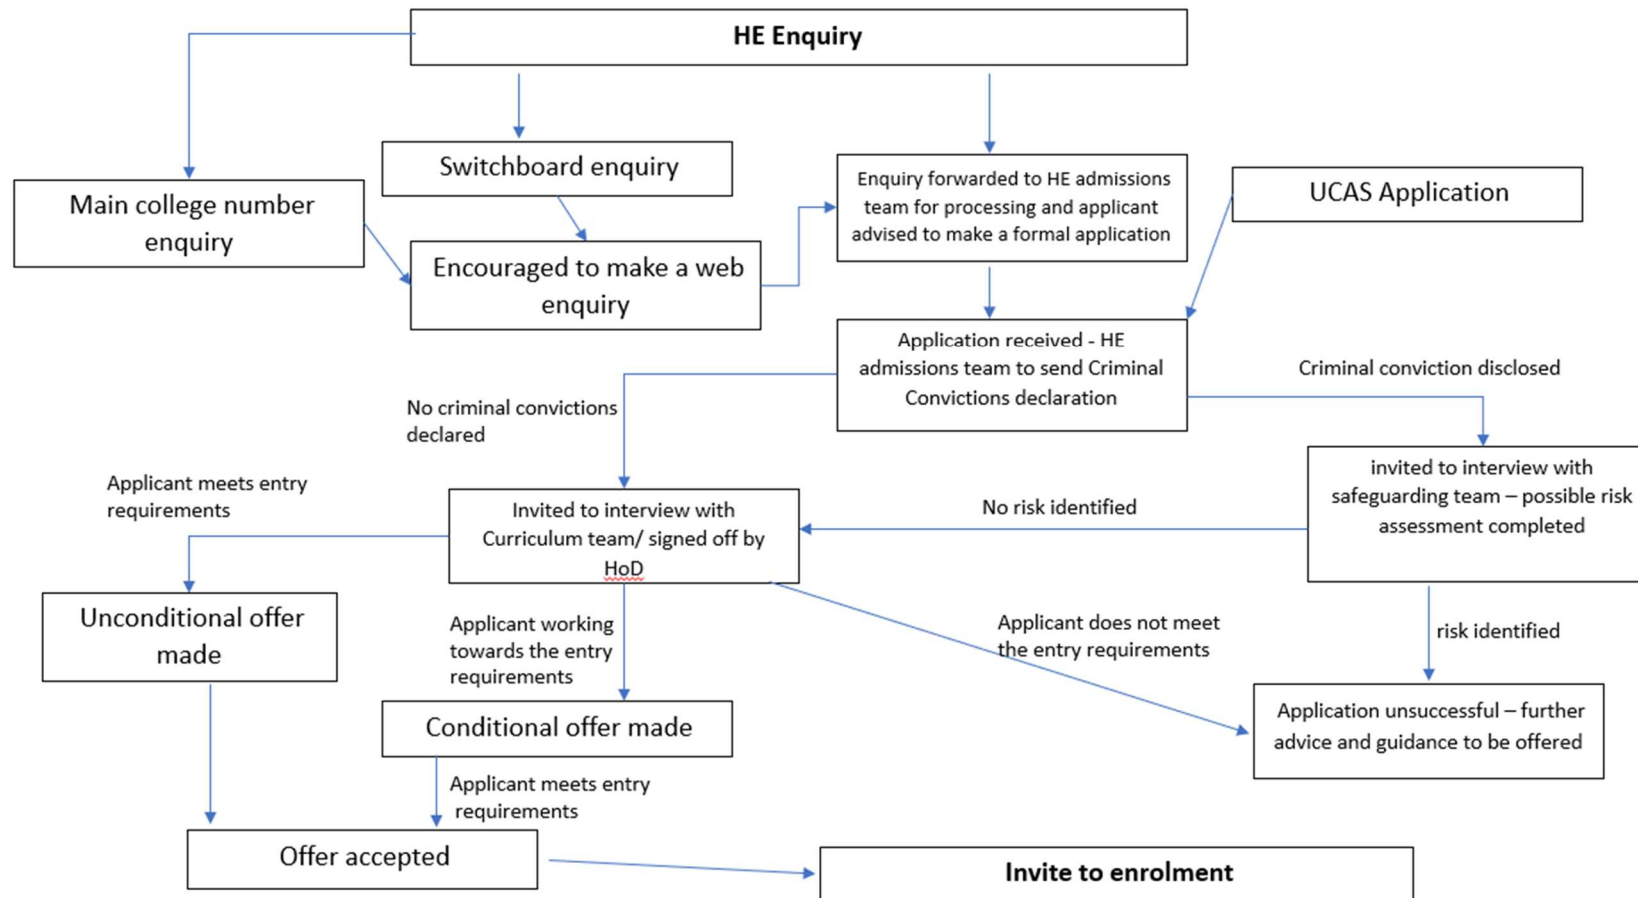 HE Enquiry
Switchboard enquiry
Main college number
enquiry
Encouraged to make a web
enquiry
Enquiry forwarded to HE admissions
team for processing and applicant
advised to make a formal application
UCAS Application
Application received - HE
admissions team to send Criminal
Convictions declaration
Criminal conviction disclosed
No criminal convictions
declared
invited to interview with
safeguarding team – possible risk
assessment completed
Applicant meets entry
requirements
Invited to interview with
Curriculum team/ signed off by
HoD
No risk identified
Unconditional offer
made
Applicant working
towards the entry
requirements
Applicant does not meet
the entry requirements
risk identified
Conditional offer made
Application unsuccessful – further
advice and guidance to be offered
Applicant meets entry
requirements
Offer accepted
Invite to enrolment